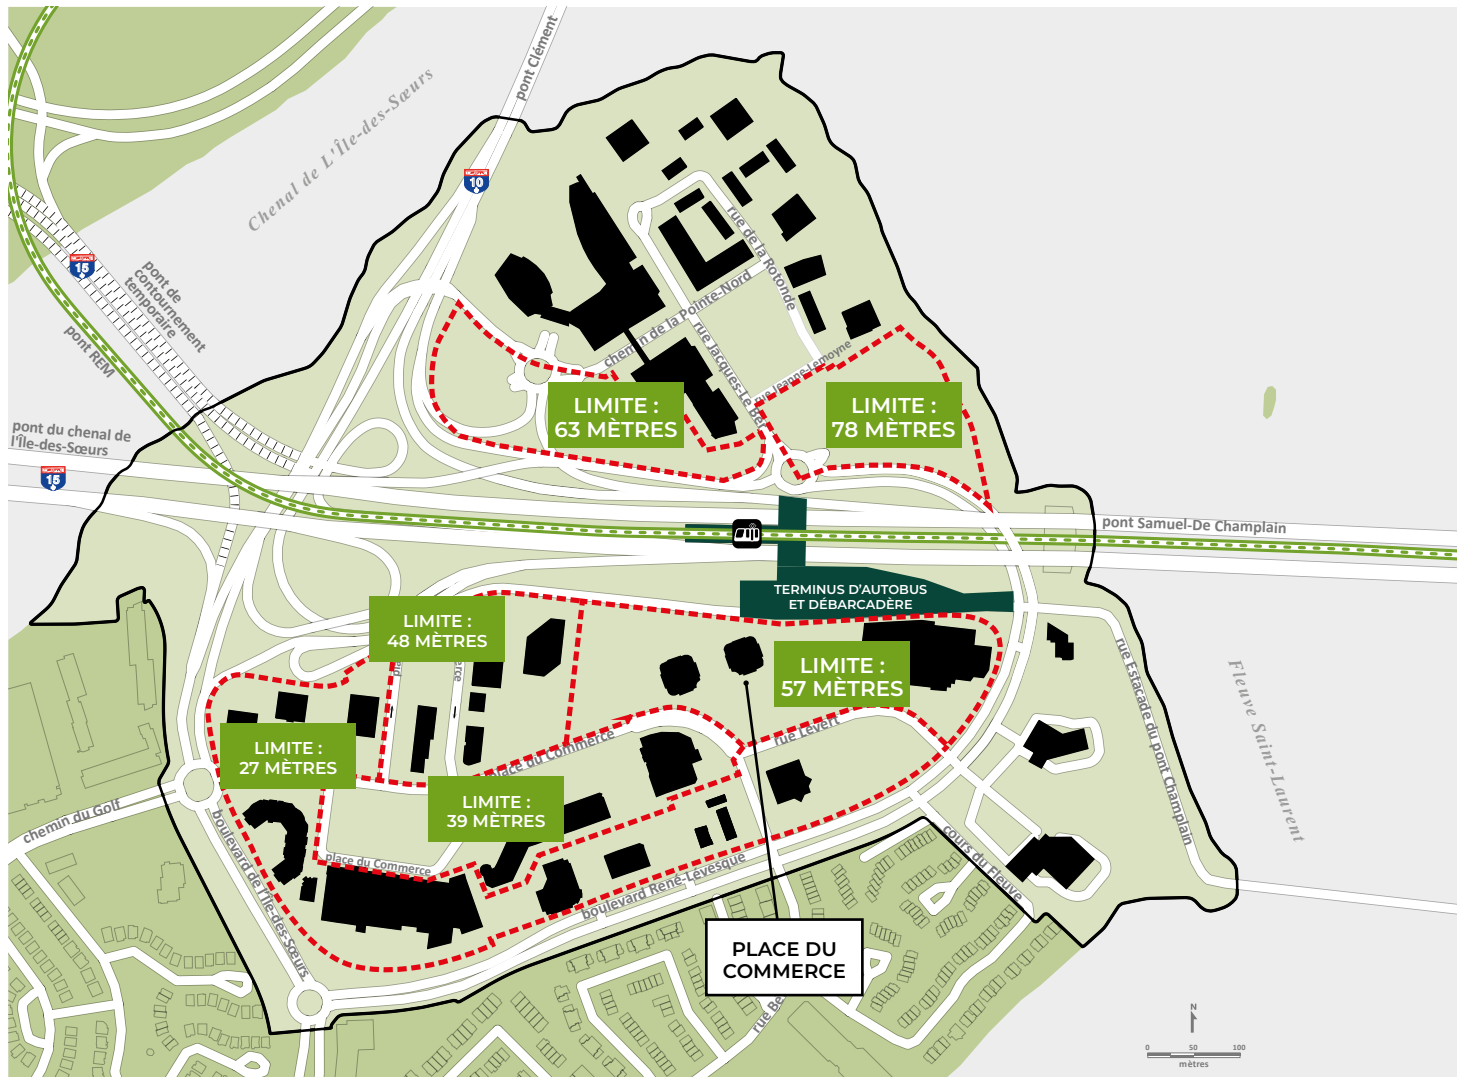 pont Clément
Chenal de L'Île-des-Sœurs
10
15
pont de
contournement
temporaire
pont REM
rue de la Rotonde
chemin de la Pointe-Nord
rue Jacques-Le Ber
rue Jeanne-Lemoyne
LIMITE :
63 MÈTRES
LIMITE :
78 MÈTRES
pont du chenal de
l'Île-des-Sœurs
15
pont Samuel-De Champlain
TERMINUS D'AUTOBUS
ET DÉBARCADÈRE
LIMITE :
48 MÈTRES
LIMITE :
57 MÈTRES
rue Levert
place du Commerce
LIMITE :
27 MÈTRES
LIMITE :
39 MÈTRES
place du Commerce
chemin du Golf
boulevard de l'Île-des-Sœurs
boulevard René-Lévesque
cours du Fleuve
rue Estacade du pont Champlain
Fleuve Saint-Laurent
PLACE DU
COMMERCE
N
0 50 100
mètres